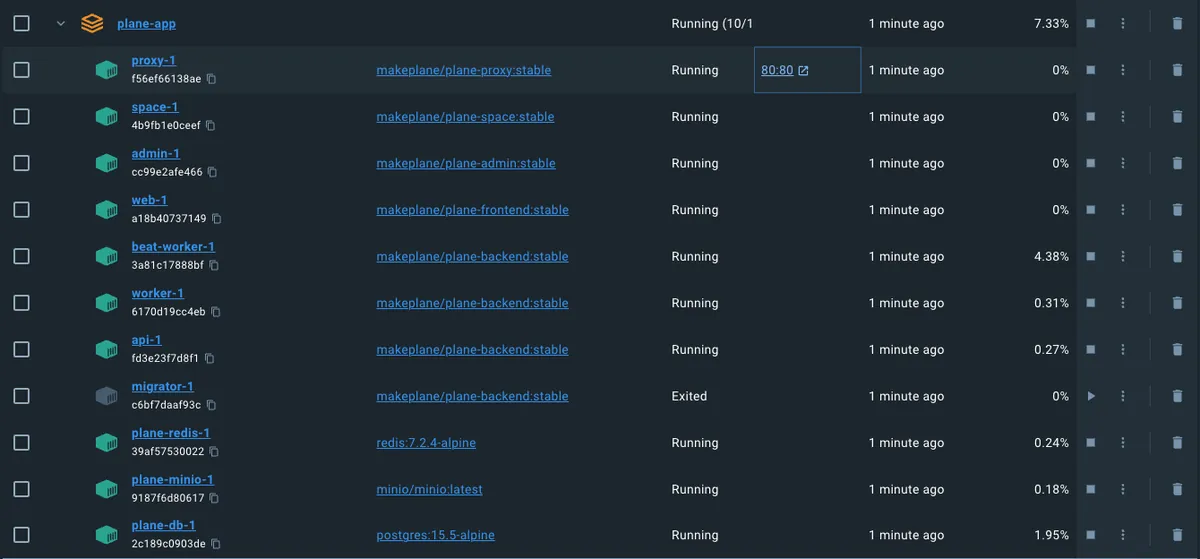 plane-app Running (10/1 1 minute ago 7.33%
proxy-1 makeplane/plane-proxy:stable Running 80:80 1 minute ago 0%
f56ef66138ae
space-1 makeplane/plane-space:stable Running 1 minute ago 0%
4b9fb1e0ceef
admin-1 makeplane/plane-admin:stable Running 1 minute ago 0%
cc99e2afe466
web-1 makeplane/plane-frontend:stable Running 1 minute ago 0%
a18b40737149
beat-worker-1 makeplane/plane-backend:stable Running 1 minute ago 4.38%
3a81c17888bf
worker-1 makeplane/plane-backend:stable Running 1 minute ago 0.31%
6170d19cc4eb
api-1 makeplane/plane-backend:stable Running 1 minute ago 0.27%
fd3e23f7d8f1
migrator-1 makeplane/plane-backend:stable Exited 1 minute ago 0%
c6bf7daaf93c
plane-redis-1 redis:7.2.4-alpine Running 1 minute ago 0.24%
39af57530022
plane-minio-1 minio/minio:latest Running 1 minute ago 0.18%
9187f6d80617
plane-db-1 postgres:15.5-alpine Running 1 minute ago 1.95%
2c189c0903de